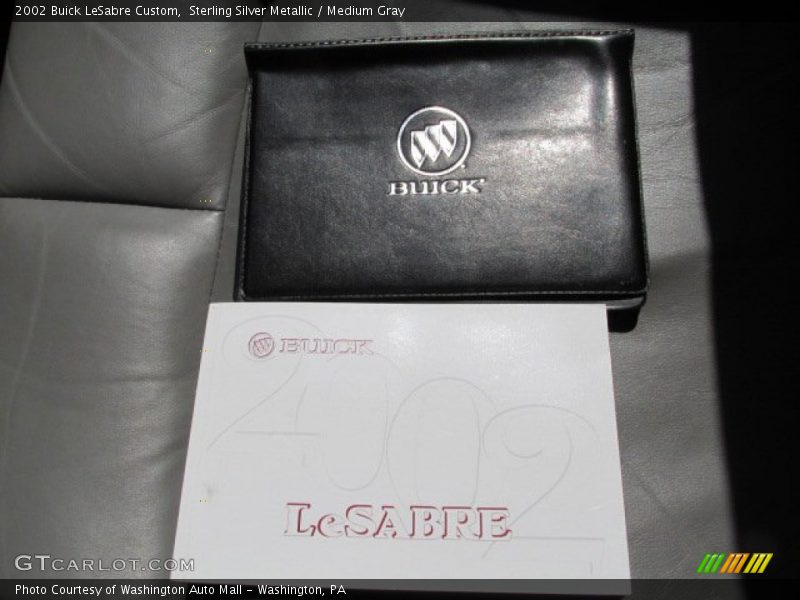 2002 Buick LeSabre Custom,  Sterling Silver Metallic / Medium Gray
BUICK
BUICK
2002
LeSABRE
GTCARLOT.COM
Photo Courtesy of Washington Auto Mall - Washington, PA